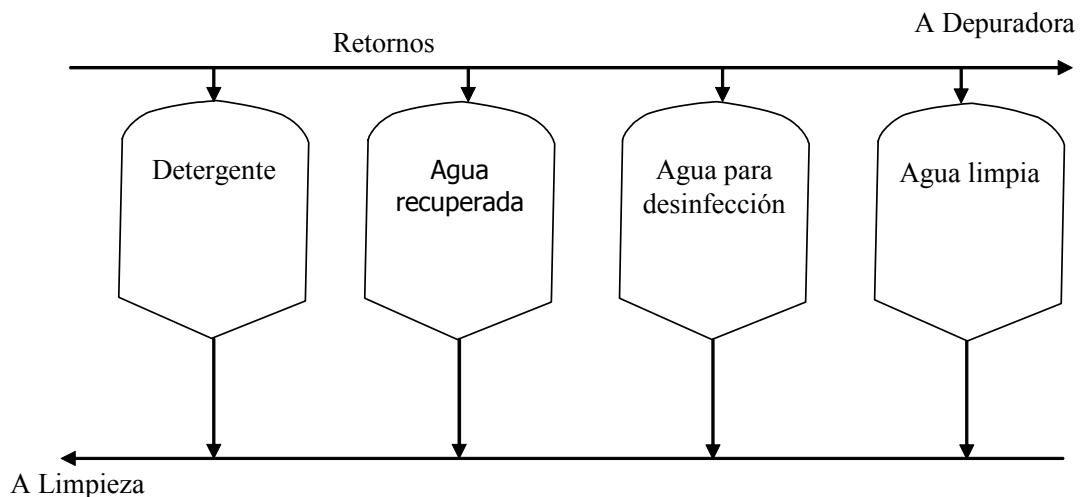 A Depuradora
Retornos
Detergente
Agua
recuperada
Agua para
desinfección
Agua limpia
A Limpieza